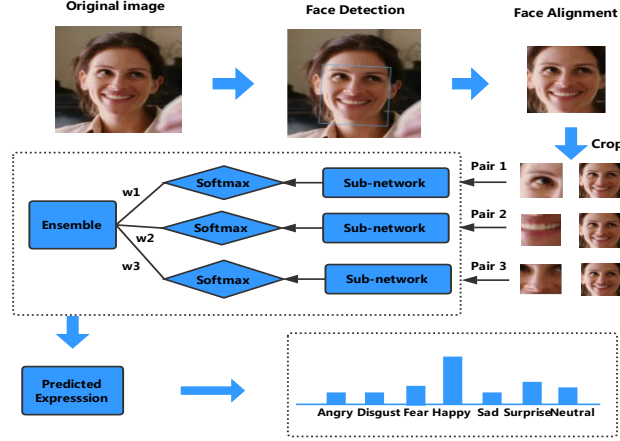 Original image
Face Detection
Face Alignment
Crop
Pair 1
Sub-network
Softmax
w1
Pair 2
Sub-network
Softmax
w2
Ensemble
Pair 3
Sub-network
Softmax
w3
Predicted
Expresssion
Angry Disgust Fear Happy Sad Surprise Neutral